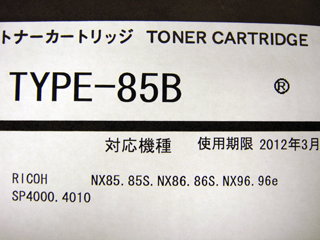 トナーカートリッジ TONER CARTRIDGE
TYPE-85B ®
対応機種 使用期限 2012年3月
RICOH NX85.85S.NX86.86S.NX96.96e
SP4000.4010